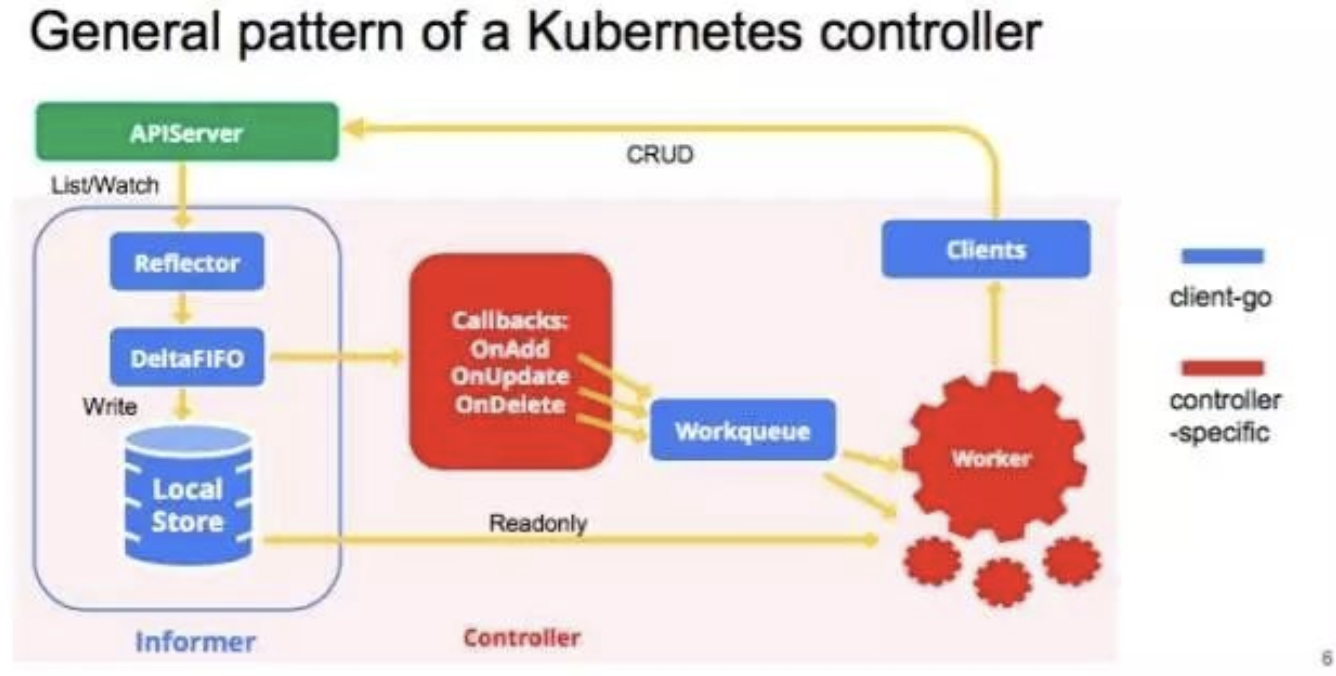 General pattern of a Kubernetes controller
APIServer
CRUD
List/Watch
Reflector
Clients
client-go
DeltaFIFO
Callbacks:
OnAdd
OnUpdate
OnDelete
Write
Workqueue
Worker
controller
-specific
Local
Store
Readonly
Informer
Controller
6